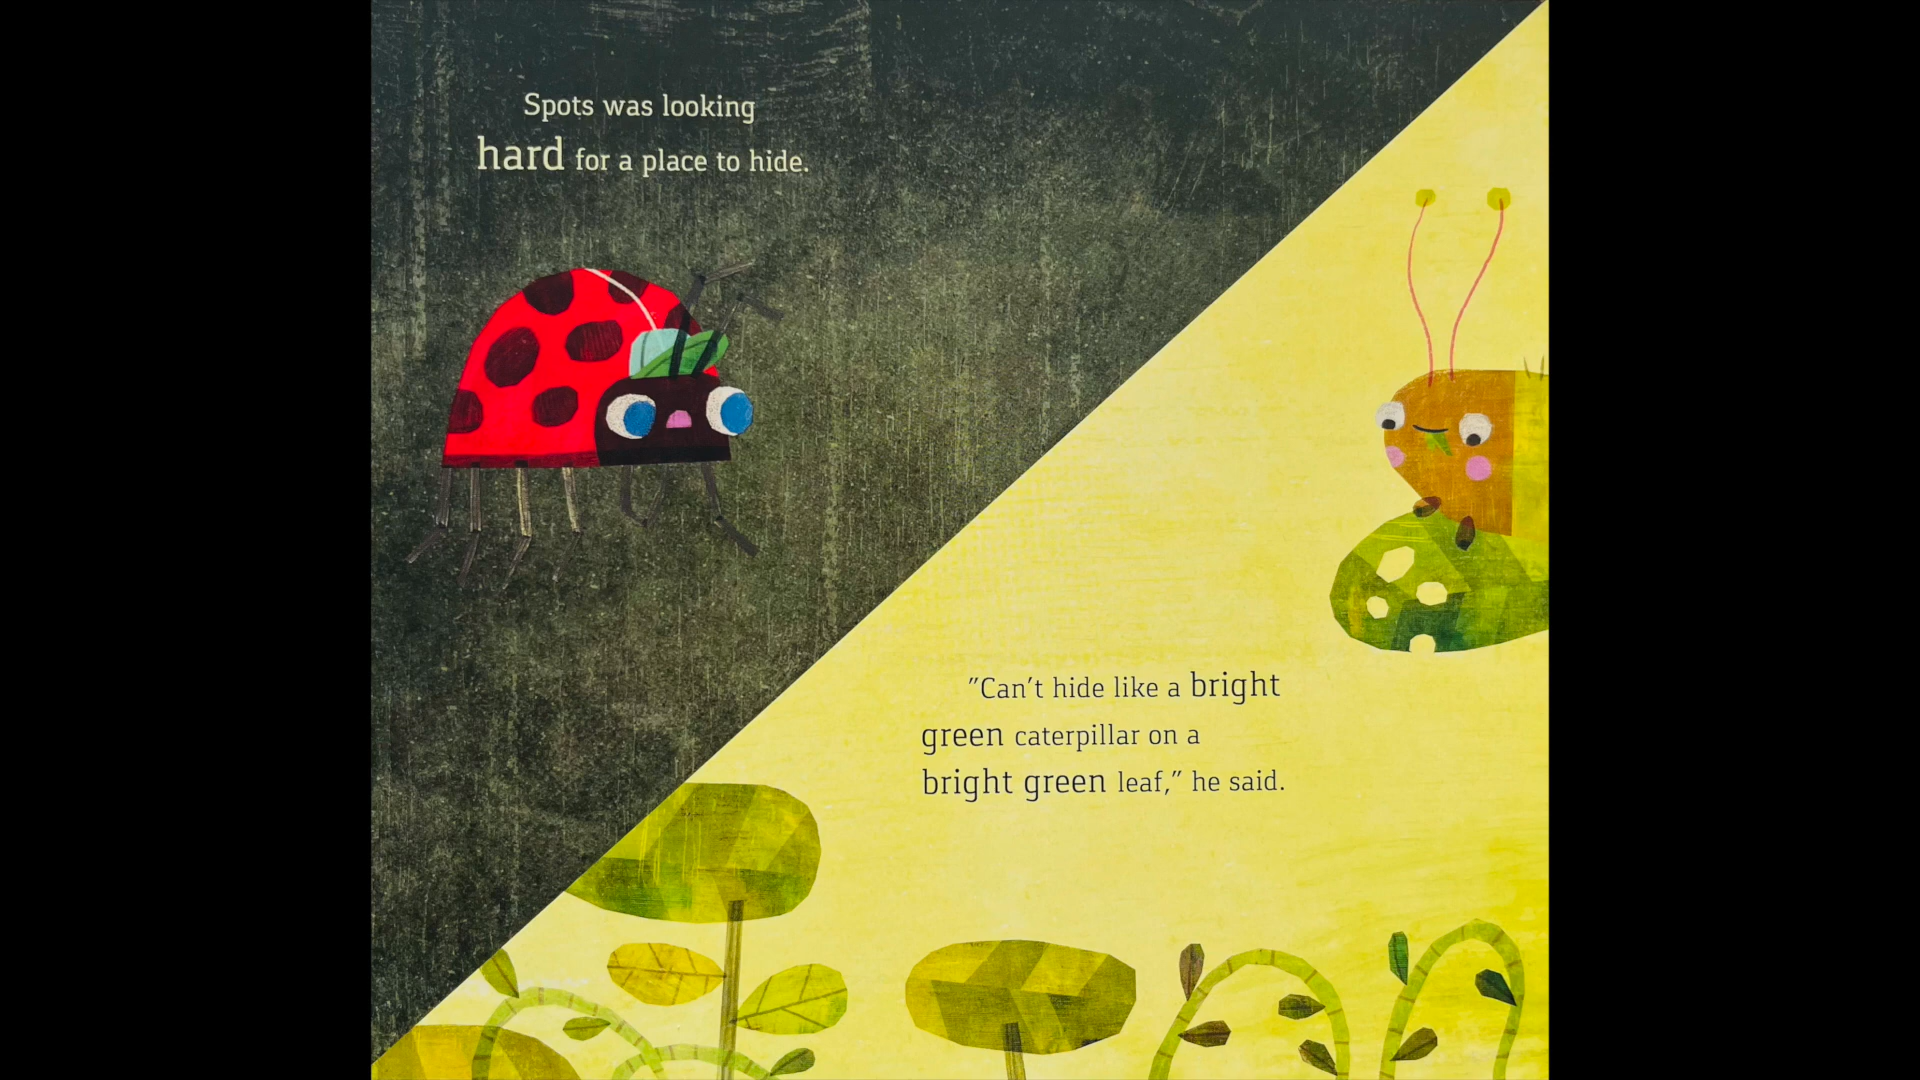 Spots was looking
hard for a place to hide.
"Can't hide like a bright
green caterpillar on a
bright green leaf," he said.